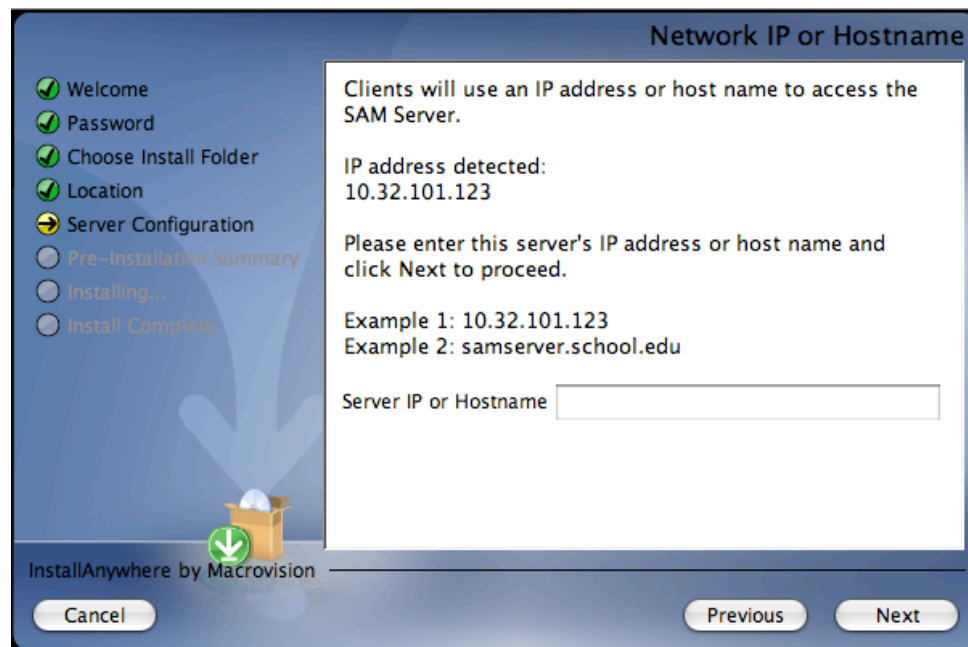 Network IP or Hostname
Welcome
Password
Choose Install Folder
Location
Server Configuration
Pre-Installation Summary
Installing...
Install Complete
Clients will use an IP address or host name to access the
SAM Server.
IP address detected:
10.32.101.123
Please enter this server's IP address or host name and
click Next to proceed.
Example 1: 10.32.101.123
Example 2: samserver.school.edu
Server IP or Hostname
InstallAnywhere by Macrovision
Cancel
Previous
Next